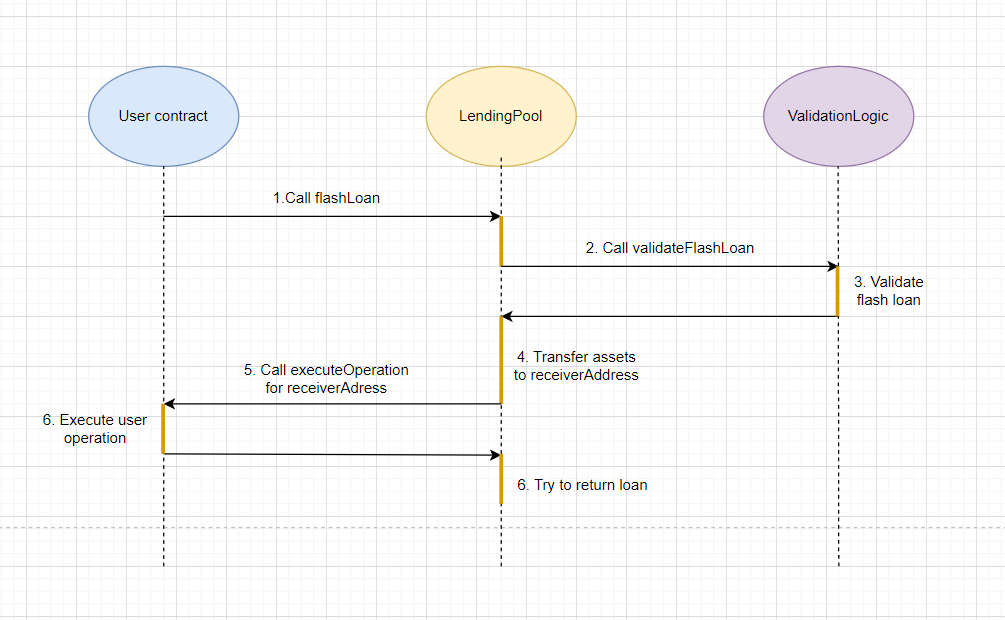 User contract
LendingPool
ValidationLogic
1.Call flashLoan
2. Call validateFlashLoan
3. Validate
flash loan
4. Transfer assets
to receiverAddress
5. Call executeOperation
for receiverAdress
6. Execute user
operation
6. Try to return loan